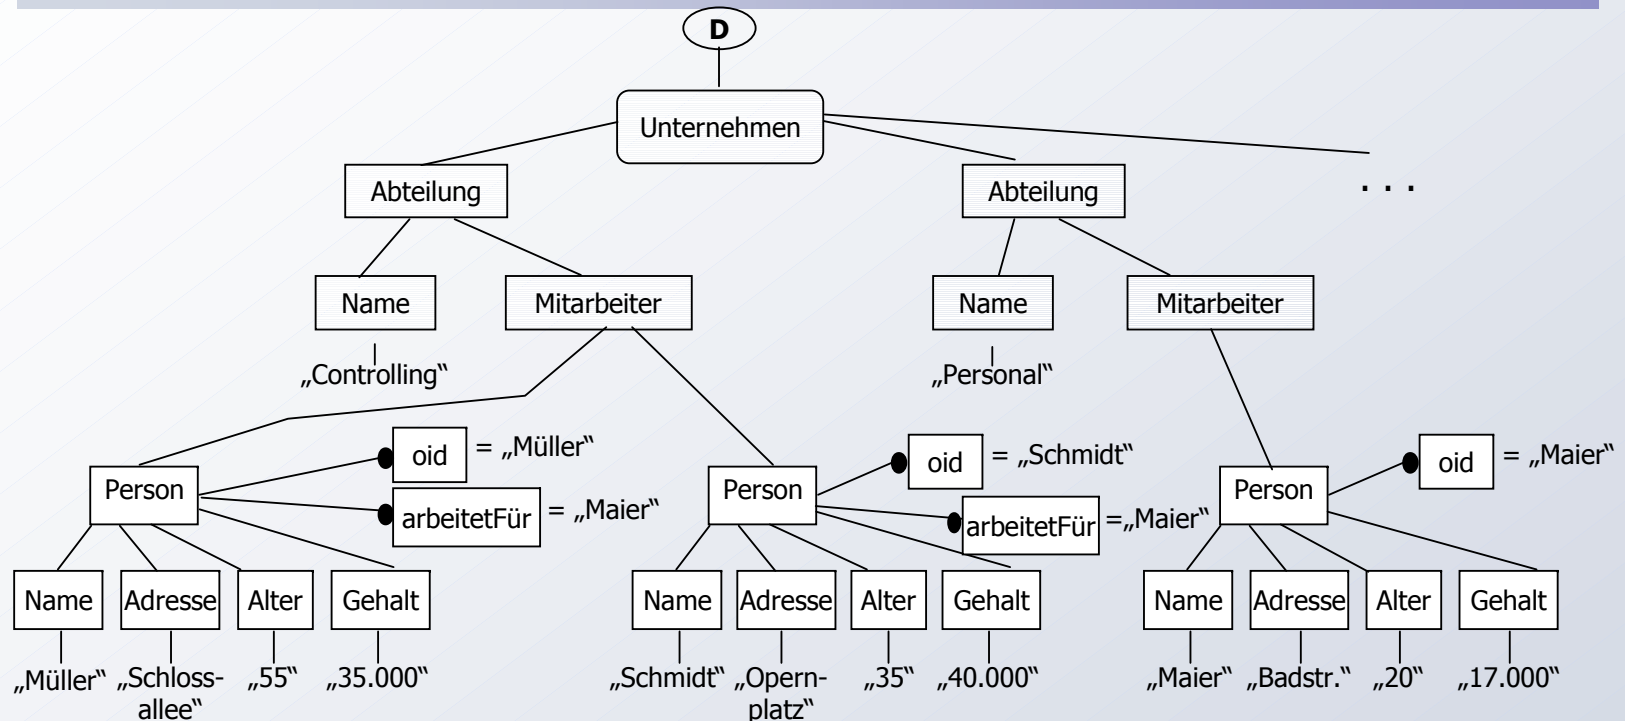 D
Unternehmen
Abteilung
Abteilung
. . .
Name
Mitarbeiter
Name
Mitarbeiter
„Controlling“
„Personal“
Person
oid
= „Müller“
arbeitetFür
= „Maier“
Person
oid
= „Schmidt“
arbeitetFür
=„Maier“
Person
oid
= „Maier“
Name
Adresse
Alter
Gehalt
Name
Adresse
Alter
Gehalt
Name
Adresse
Alter
Gehalt
„Müller“
„Schloss-
allee“
„55“
„35.000“
„Schmidt“
„Opern-
platz“
„35“
„40.000“
„Maier“
„Badstr.“
„20“
„17.000“